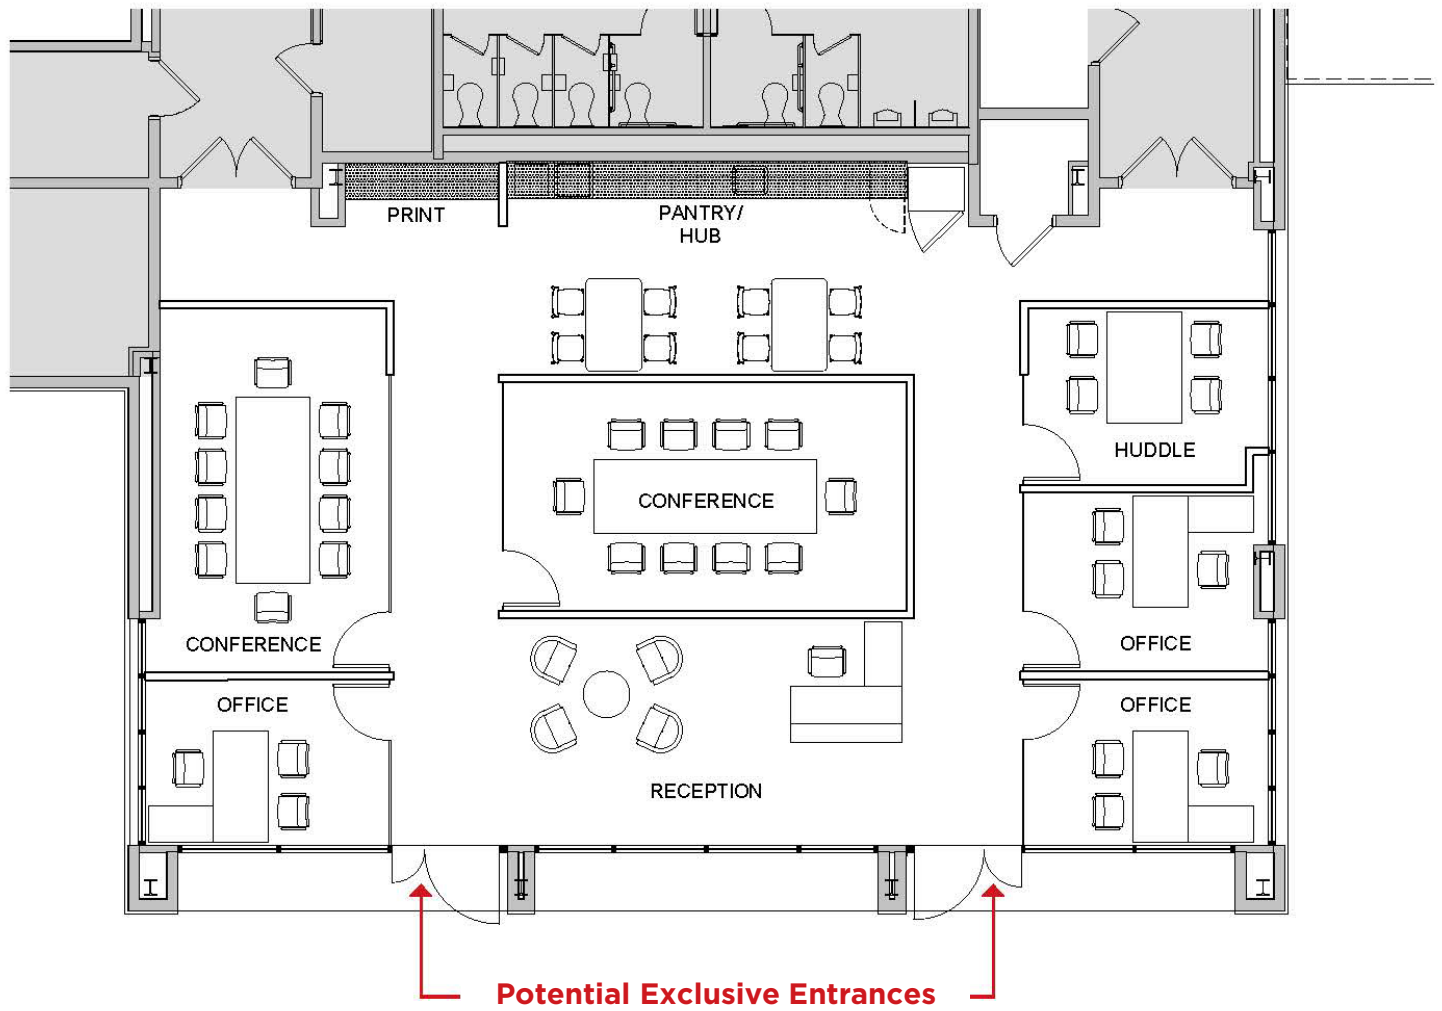 PRINT
PANTRY/
HUB
HUDDLE
CONFERENCE
CONFERENCE
OFFICE
OFFICE
OFFICE
RECEPTION
Potential Exclusive Entrances